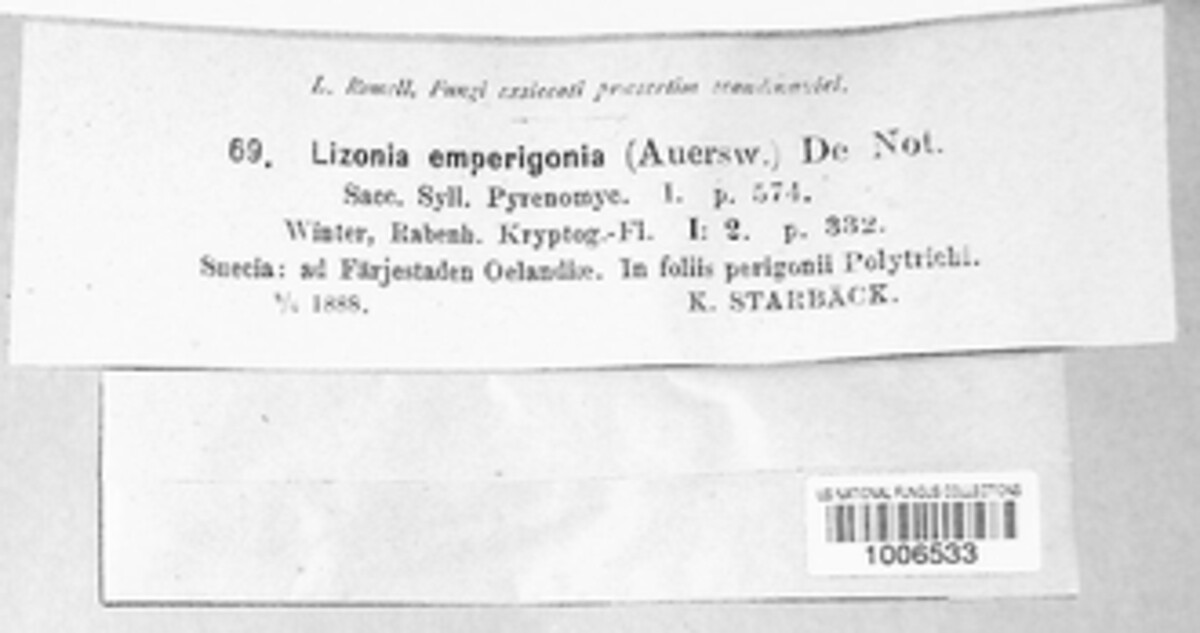 L. Romell, Fungi exsiccati præsertim scandinavici.
69. Lizonia emperigonia (Auersw.) De Not.
Sacc. Syll. Pyrenomyc. I. p. 574.
Winter, Rabenh. Kryptog.-Fl. I: 2. p. 332.
Suecia: ad Färjestaden Oelandiæ. In foliis perigonii Polytrichi.
1888. K. STARBÄCK.
US NATIONAL FUNGUS COLLECTIONS
1006533